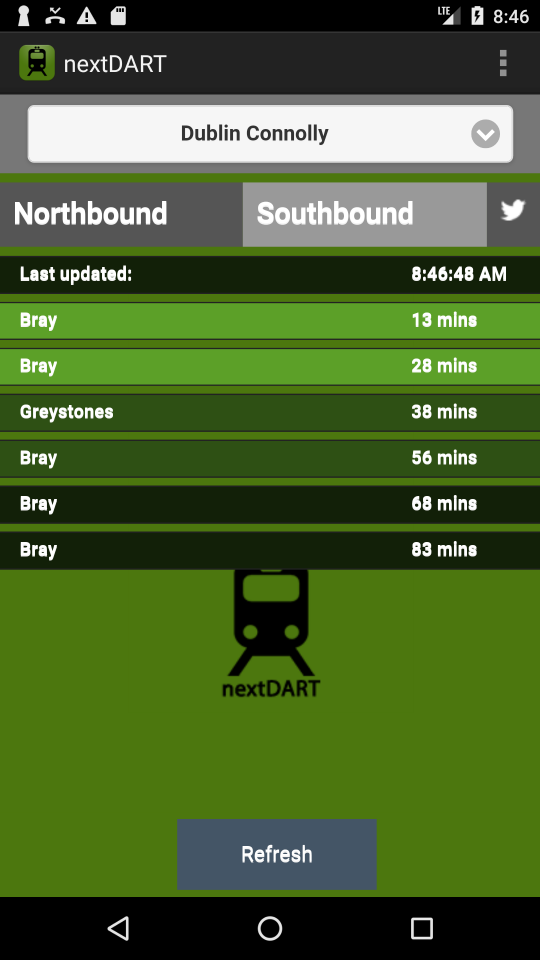 LTE 8:46
nextDART
Dublin Connolly
Northbound Southbound
Last updated: 8:46:48 AM
Bray 13 mins
Bray 28 mins
Greystones 38 mins
Bray 56 mins
Bray 68 mins
Bray 83 mins
nextDART
Refresh